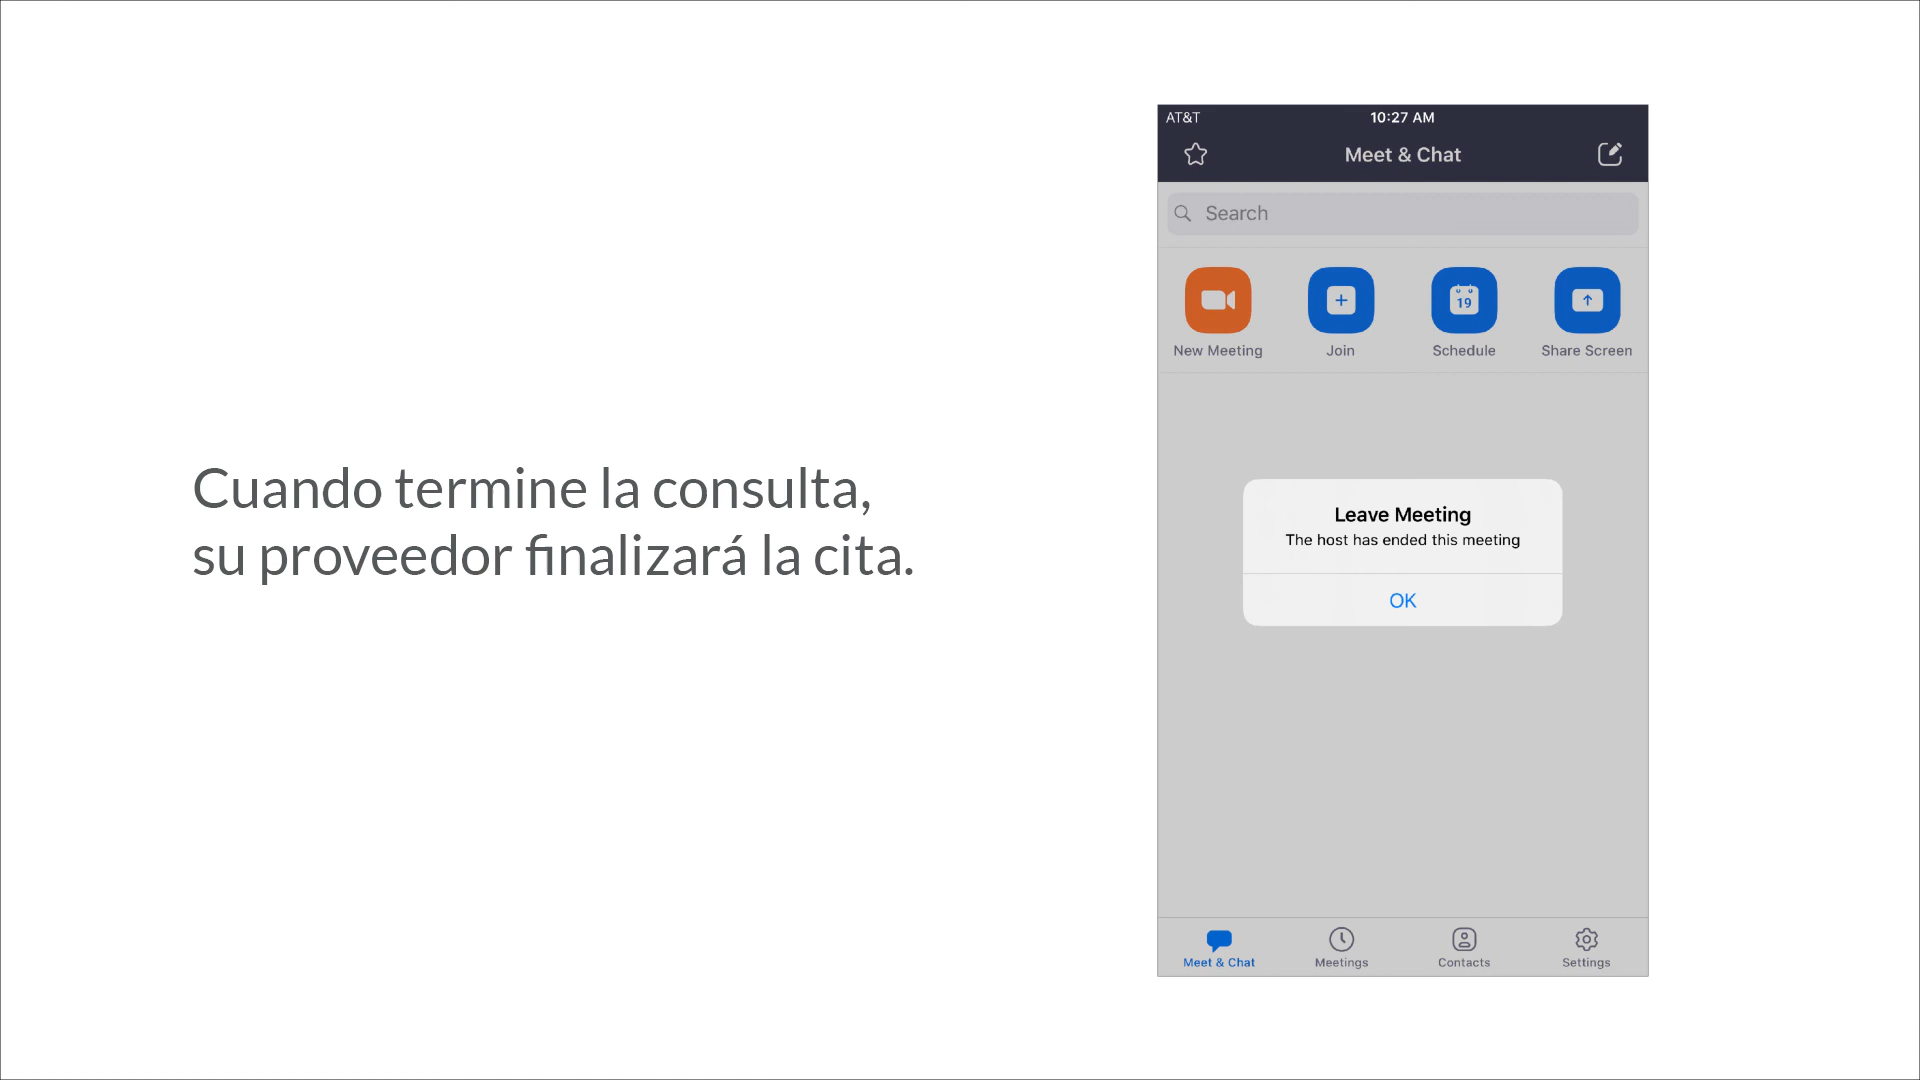 Cuando termine la consulta,
su proveedor finalizará la cita.
AT&T
10:27 AM
Meet & Chat
Search
New Meeting
Join
19
Schedule
Share Screen
Leave Meeting
The host has ended this meeting
OK
Meet & Chat
Meetings
Contacts
Settings